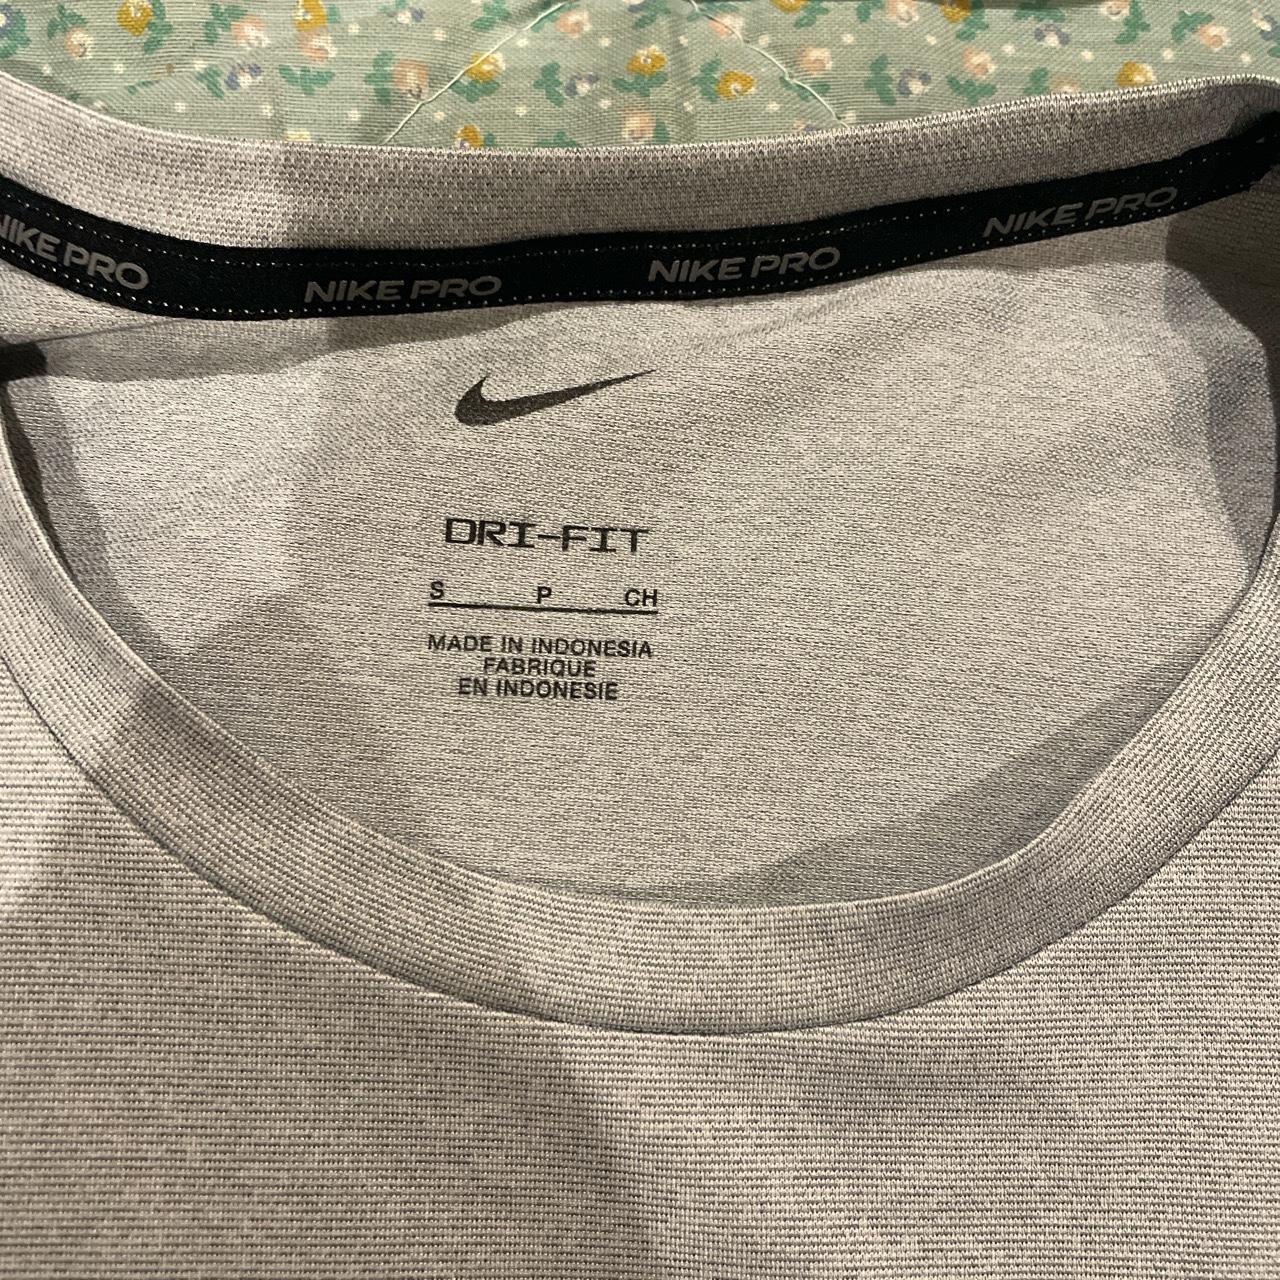 NIKE PRO
NIKE PRO
NIKE PRO
NIKE PRO
DRI-FIT
S P CH
MADE IN INDONESIA
FABRIQUE
EN INDONESIE